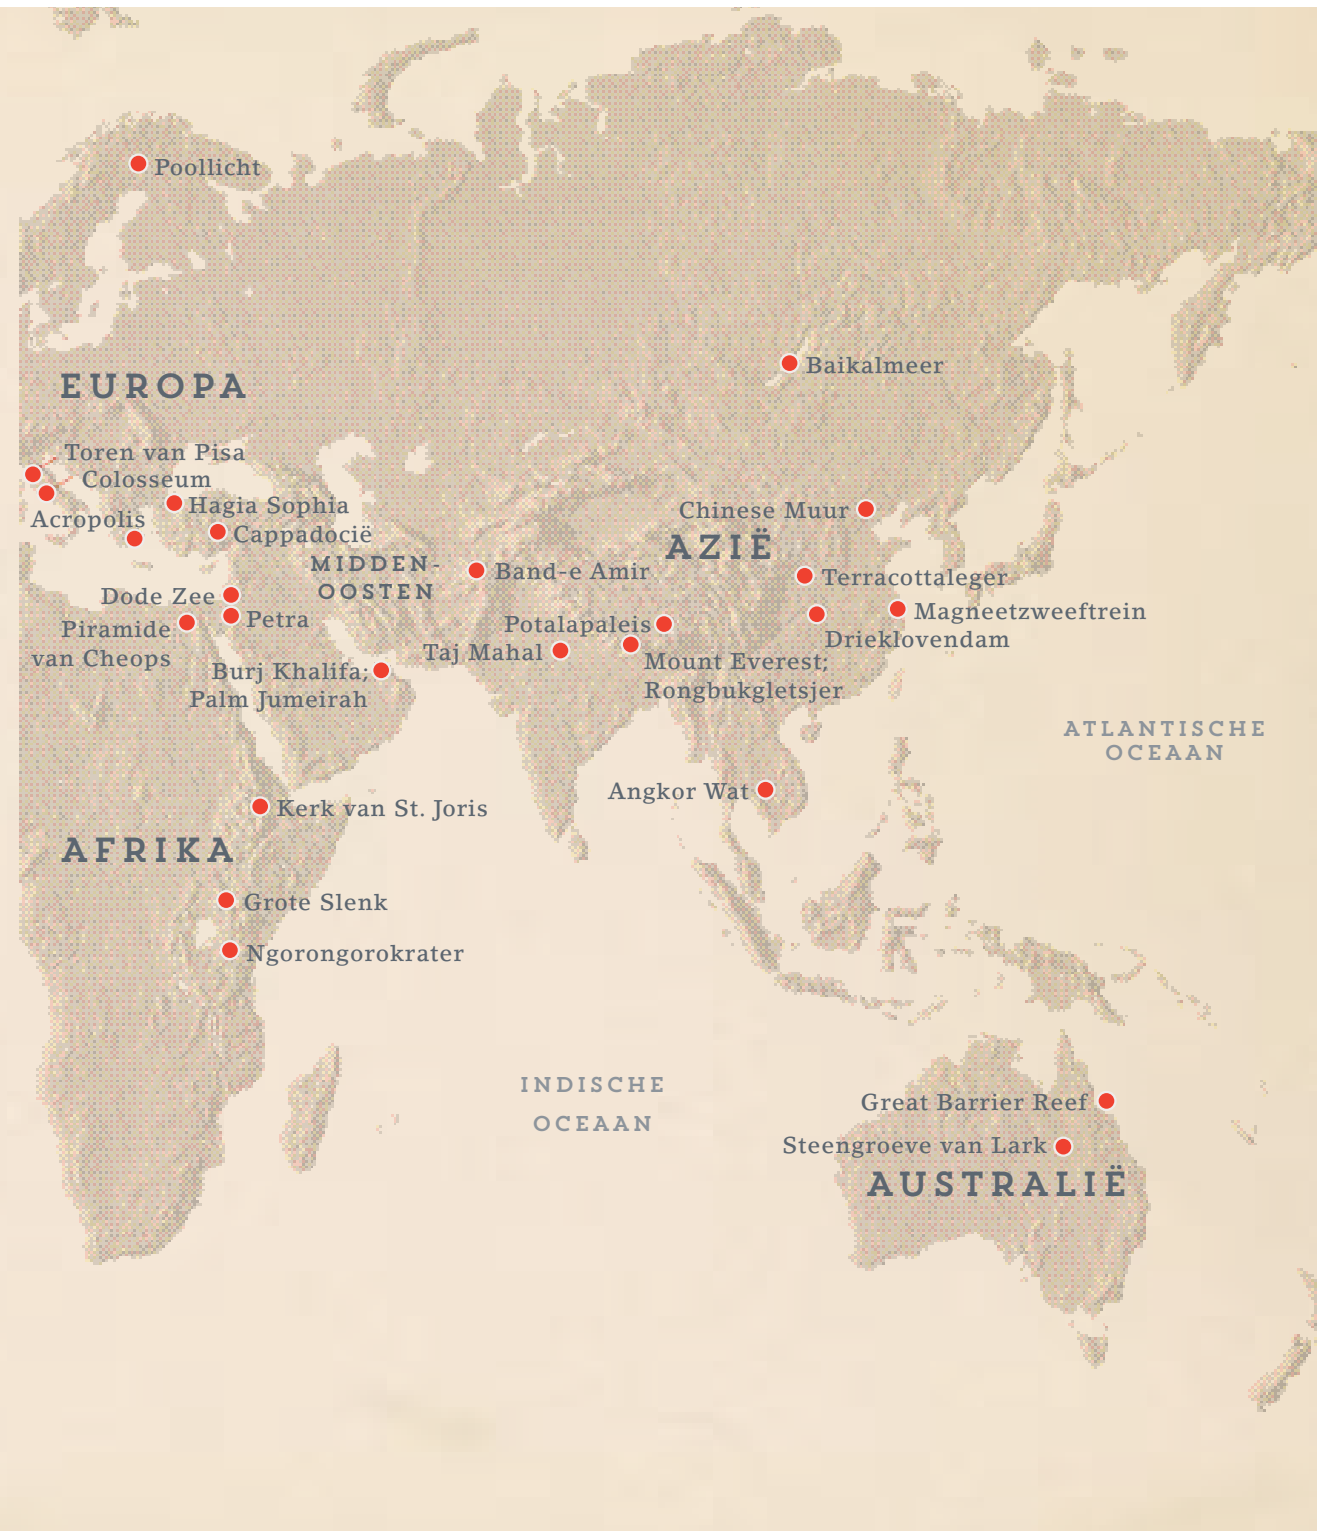 Poollicht
Baikalmeer
EUROPA
Toren van Pisa
Colosseum
Hagia Sophia
Acropolis
Cappadocië
Chinese Muur
AZIË
MIDDEN-
OOSTEN
Band-e Amir
Terracottaleger
Dode Zee
Petra
Piramide
van Cheops
Potalapaleis
Magneetzweeftrein
Drieklovendam
Taj Mahal
Mount Everest;
Rongbukgletsjer
Burj Khalifa;
Palm Jumeirah
ATLANTISCHE
OCEAAN
Angkor Wat
Kerk van St. Joris
AFRIKA
Grote Slenk
Ngorongorokrater
INDISCHE
OCEAAN
Great Barrier Reef
Steengroeve van Lark
AUSTRALIË